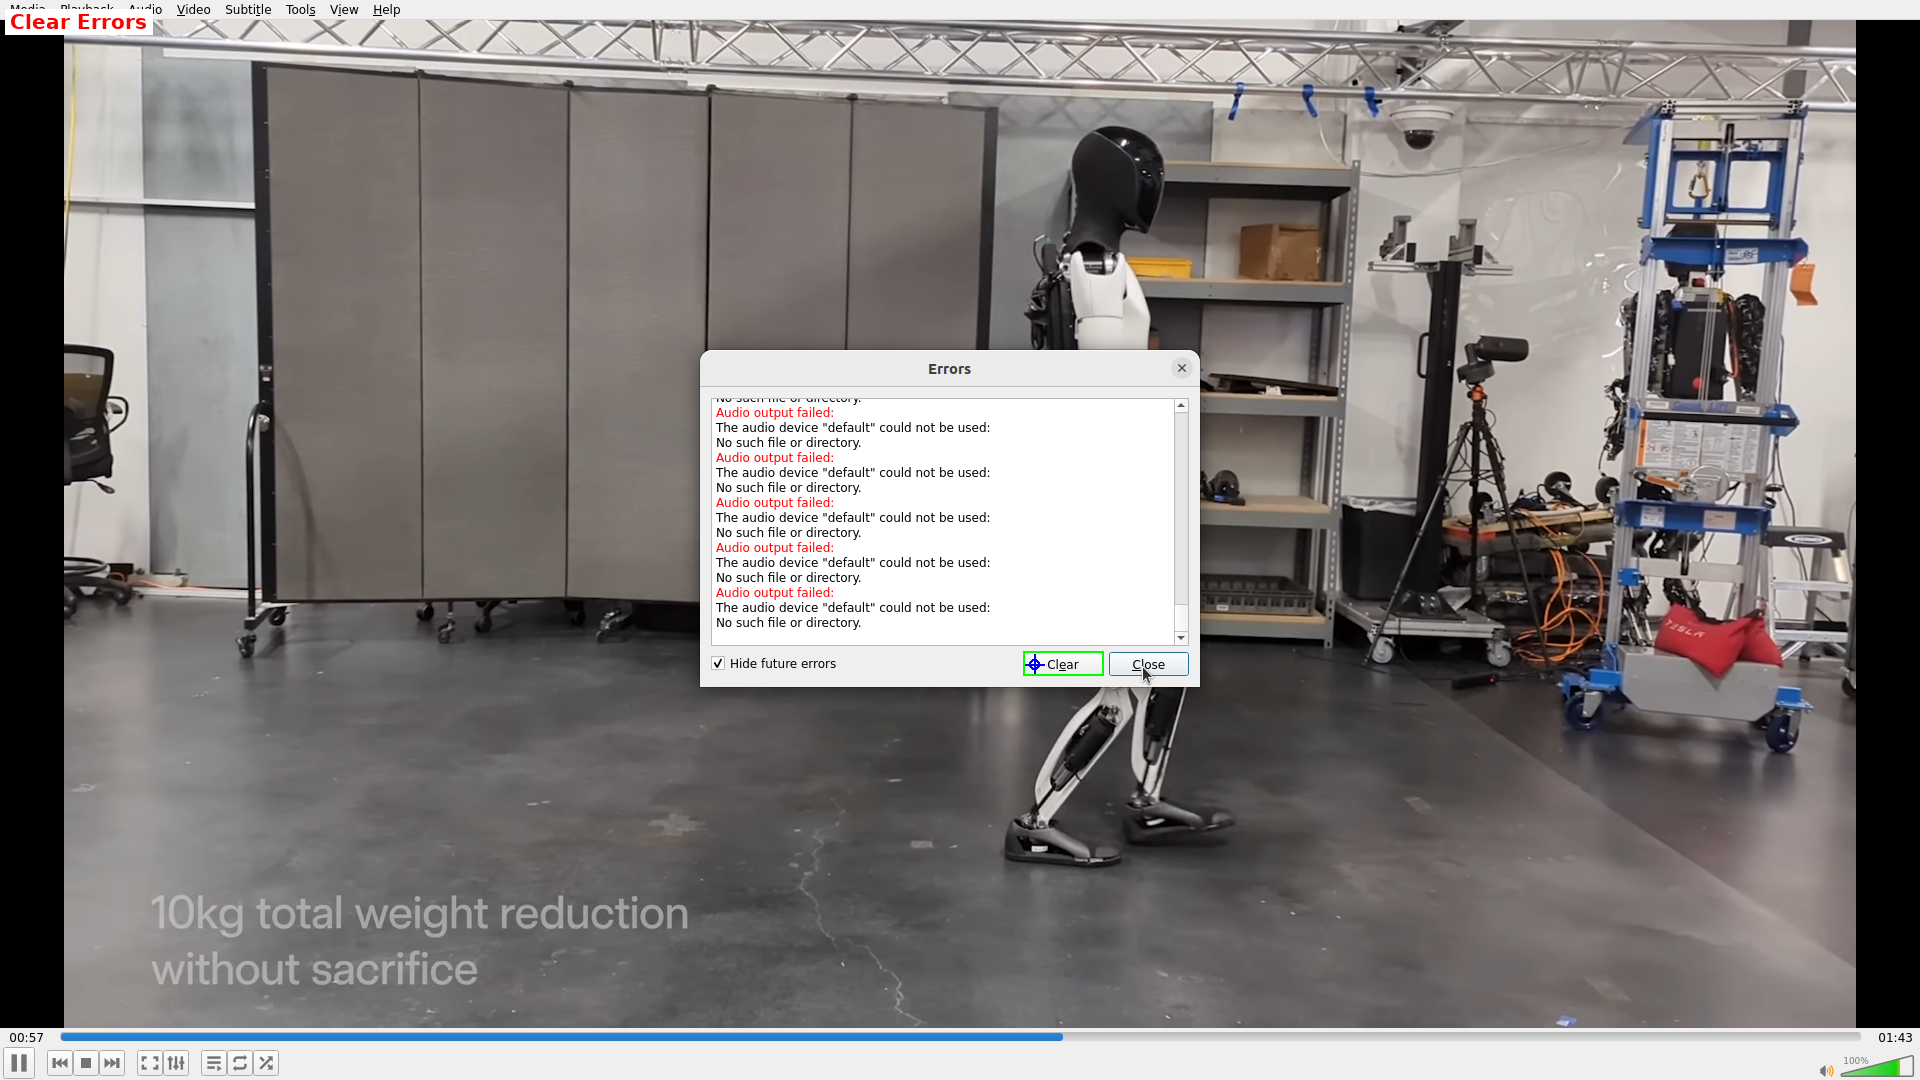 Media Playback Audio Video Subtitle Tools View Help
Clear Errors
Errors
No such file or directory.
Audio output failed:
The audio device "default" could not be used:
No such file or directory.
Audio output failed:
The audio device "default" could not be used:
No such file or directory.
Audio output failed:
The audio device "default" could not be used:
No such file or directory.
Audio output failed:
The audio device "default" could not be used:
No such file or directory.
Audio output failed:
The audio device "default" could not be used:
No such file or directory.
Hide future errors
Clear
Close
TESLA
10kg total weight reduction
without sacrifice
00:57
01:43
100%